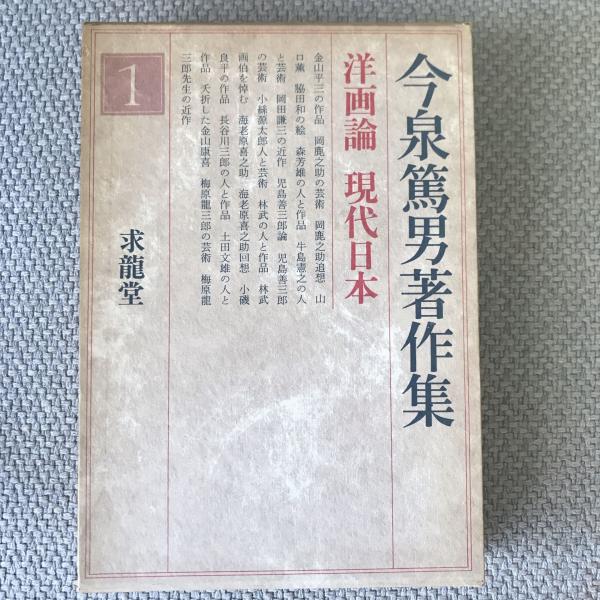 今泉篤男著作集
洋画論 現代日本
金山平三の作品 岡鹿之助の芸術 岡鹿之助追想 山
口薫 脇田和の絵 森芳雄の人と作品 牛島憲之の人
と芸術 岡田謙三の近作 児島善三郎論 児島善三郎
の芸術 小絲源太郎人と芸術 林武の人と作品 林武
画伯を悼む 海老原喜之助 海老原喜之助回想 小磯
良平の作品 長谷川三郎の人と作品 土田文雄の人と
作品 夭折した金山康喜 梅原龍三郎の芸術 梅原龍
三郎先生の近作
1
求龍堂